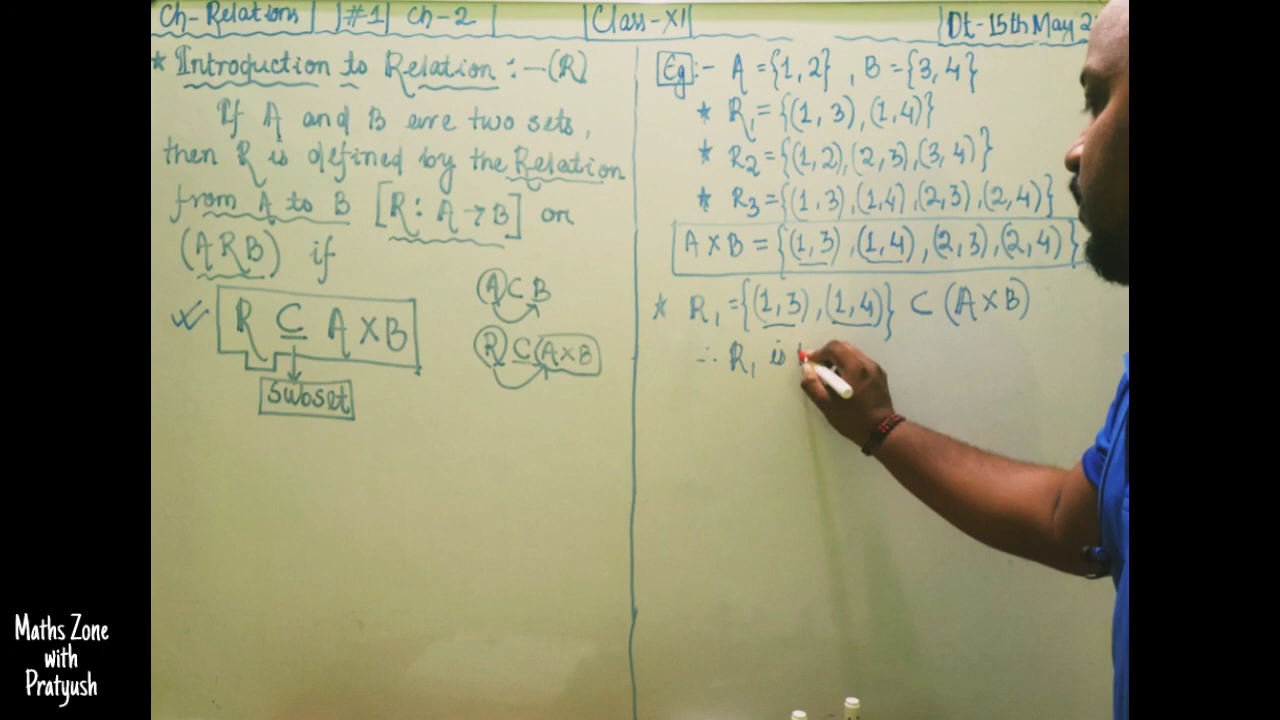 Ch-Relations | #1 | Ch-2 | Class-XI
Dt-15th May 2
* Introduction to Relation :-(R)
If A and B are two sets,
then R is defined by the Relation
from A to B [R: A→B] or
(ARB) if
R ⊆ A×B
Subset
A⊂B
R⊆(A×B)
Eg:- A={1,2}, B={3,4}
* R₁={(1,3),(1,4)}
* R₂={(1,2),(2,3),(3,4)}
* R₃={(1,3),(1,4),(2,3),(2,4)}
A×B={(1,3),(1,4),(2,3),(2,4)}
* R₁={(1,3),(1,4)} ⊂ (A×B)
∴ R₁ is
Maths Zone
with
Pratyush